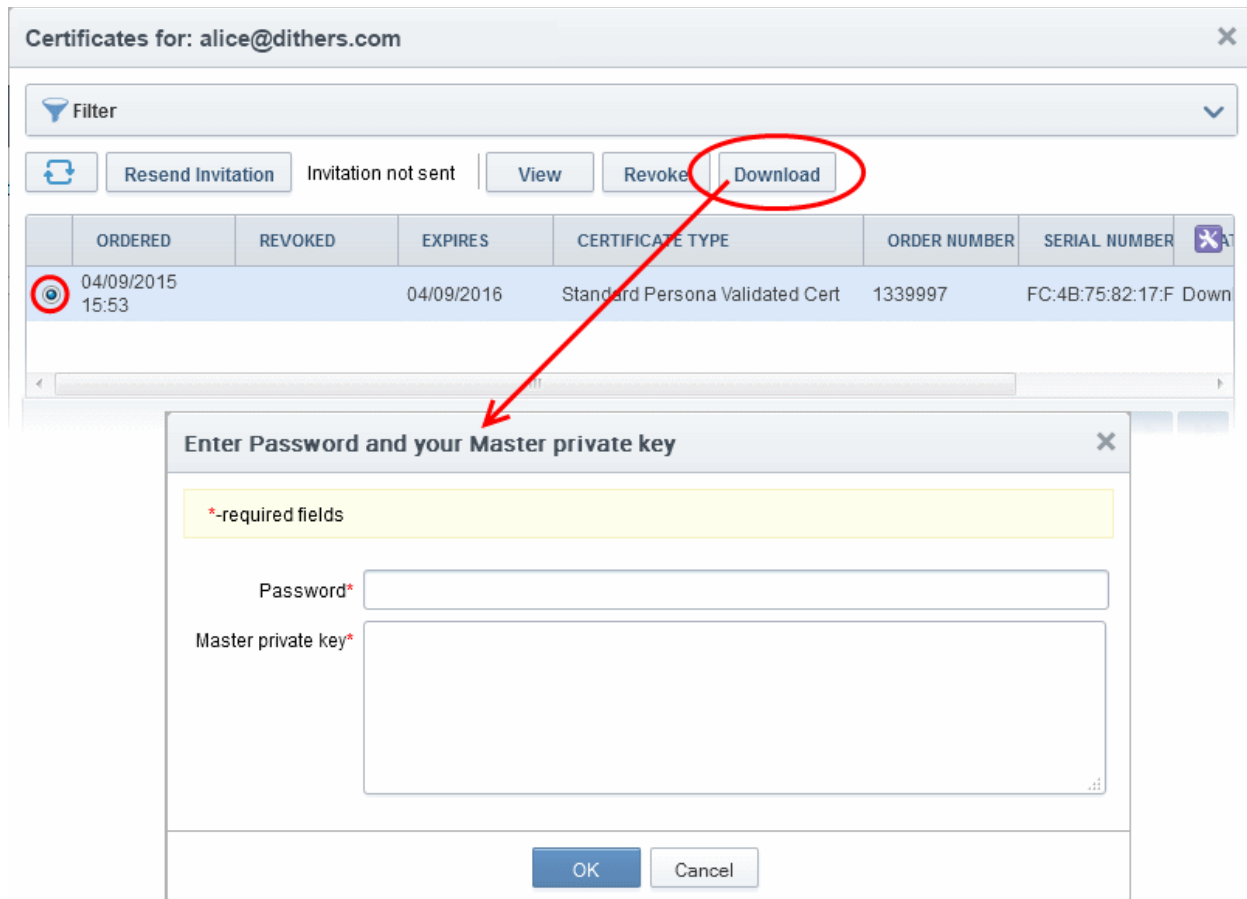 Certificates for: alice@dithers.com
Filter
Resend Invitation Invitation not sent View Revoke Download
ORDERED REVOKED EXPIRES CERTIFICATE TYPE ORDER NUMBER SERIAL NUMBER
04/09/2015
15:53 04/09/2016 Standard Persona Validated Cert 1339997 FC:4B:75:82:17:F Downl
Enter Password and your Master private key
*-required fields
Password*
Master private key*
OK Cancel